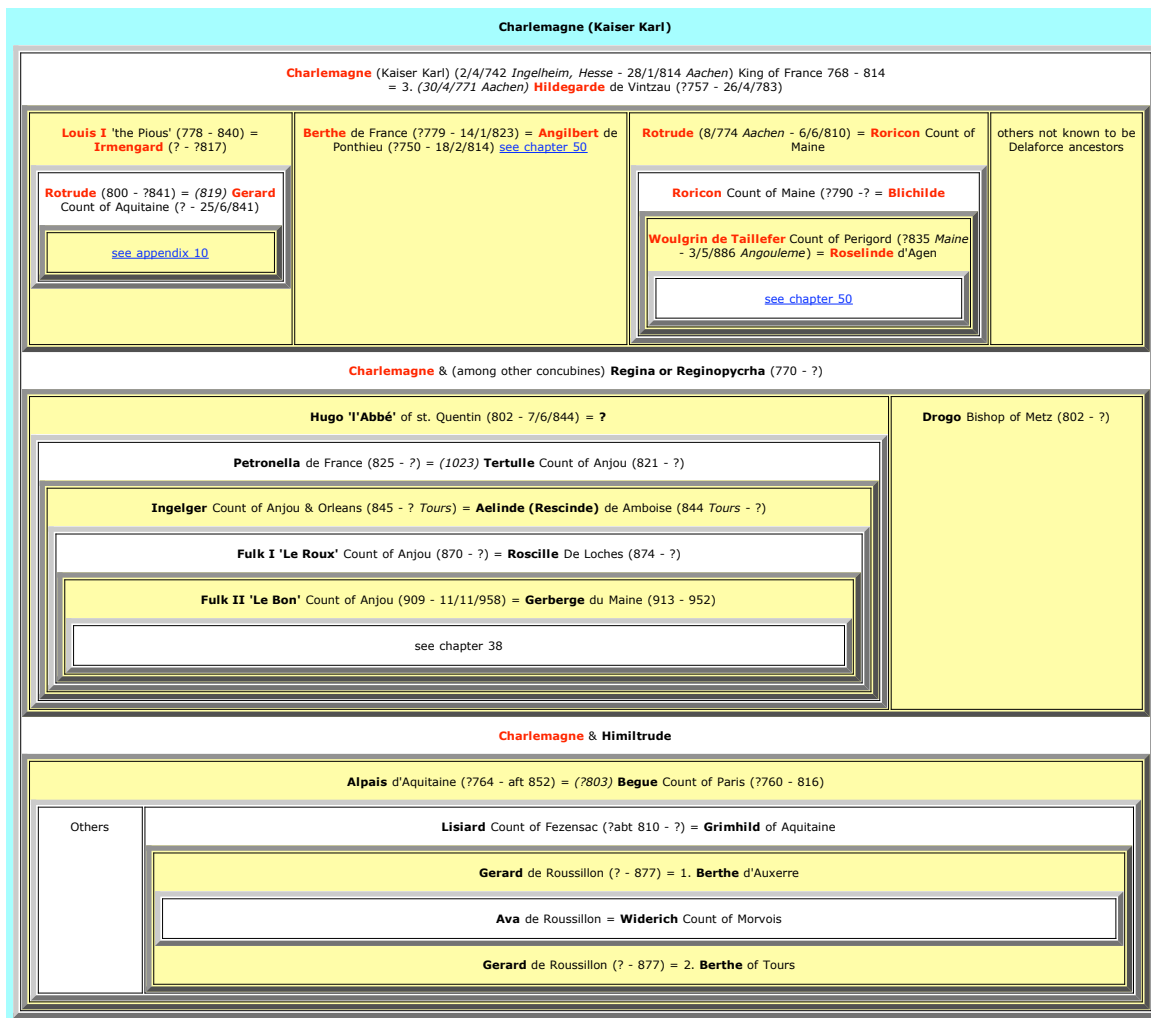 Charlemagne (Kaiser Karl)
Charlemagne (Kaiser Karl) (2/4/742 Ingelheim, Hesse - 28/1/814 Aachen) King of France 768 - 814
= 3. (30/4/771 Aachen) Hildegarde de Vintzau (?757 - 26/4/783)
Louis I 'the Pious' (778 - 840) =
Irmengard (? - ?817)
Rotrude (800 - ?841) = (819) Gerard
Count of Aquitaine (? - 25/6/841)
see appendix 10
Berthe de France (?779 - 14/1/823) = Angilbert de
Ponthieu (?750 - 18/2/814) see chapter 50
Rotrude (8/774 Aachen - 6/6/810) = Roricon Count of
Maine
Roricon Count of Maine (?790 -? = Blichilde
Woulgrin de Taillefer Count of Perigord (?835 Maine
- 3/5/886 Angouleme) = Roselinde d'Agen
see chapter 50
others not known to be
Delaforce ancestors
Charlemagne & (among other concubines) Regina or Reginopycrha (770 - ?)
Hugo 'l'Abbé' of st. Quentin (802 - 7/6/844) = ?
Petronella de France (825 - ?) = (1023) Tertulle Count of Anjou (821 - ?)
Ingelger Count of Anjou & Orleans (845 - ? Tours) = Aelinde (Rescinde) de Amboise (844 Tours - ?)
Fulk I 'Le Roux' Count of Anjou (870 - ?) = Roscille De Loches (874 - ?)
Fulk II 'Le Bon' Count of Anjou (909 - 11/11/958) = Gerberge du Maine (913 - 952)
see chapter 38
Drogo Bishop of Metz (802 - ?)
Charlemagne & Himiltrude
Alpais d'Aquitaine (?764 - aft 852) = (?803) Begue Count of Paris (?760 - 816)
Others
Lisiard Count of Fezensac (?abt 810 - ?) = Grimhild of Aquitaine
Gerard de Roussillon (? - 877) = 1. Berthe d'Auxerre
Ava de Roussillon = Widerich Count of Morvois
Gerard de Roussillon (? - 877) = 2. Berthe of Tours